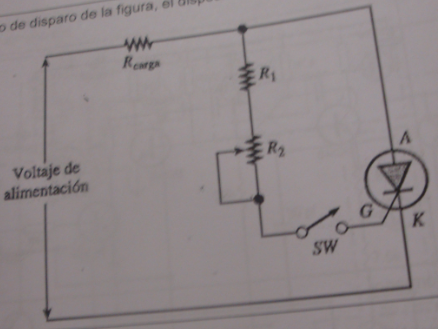 o de disparo de la figura, el
Rcarga
R1
R2
Voltaje de
alimentación
A
G
K
SW